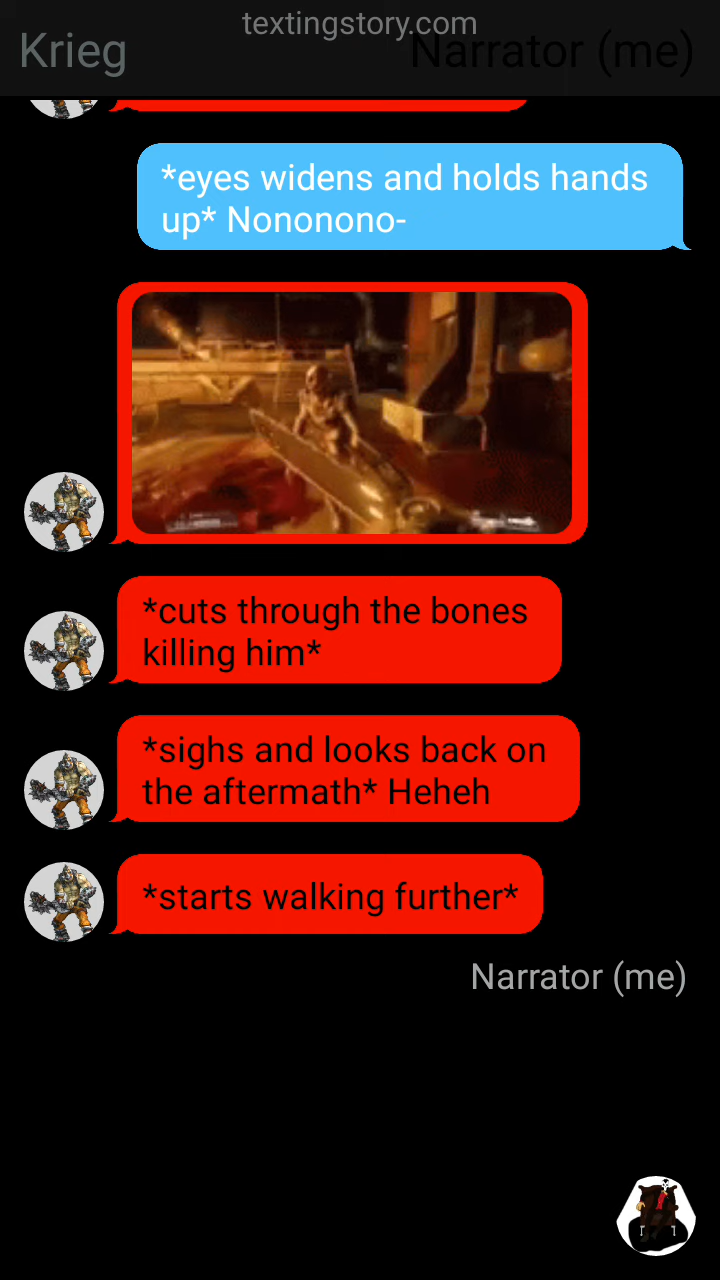 textingstory.com
Krieg
Narrator (me)
*eyes widens and holds hands
up* Nononono-
*cuts through the bones
killing him*
*sighs and looks back on
the aftermath* Heheh
*starts walking further*
Narrator (me)